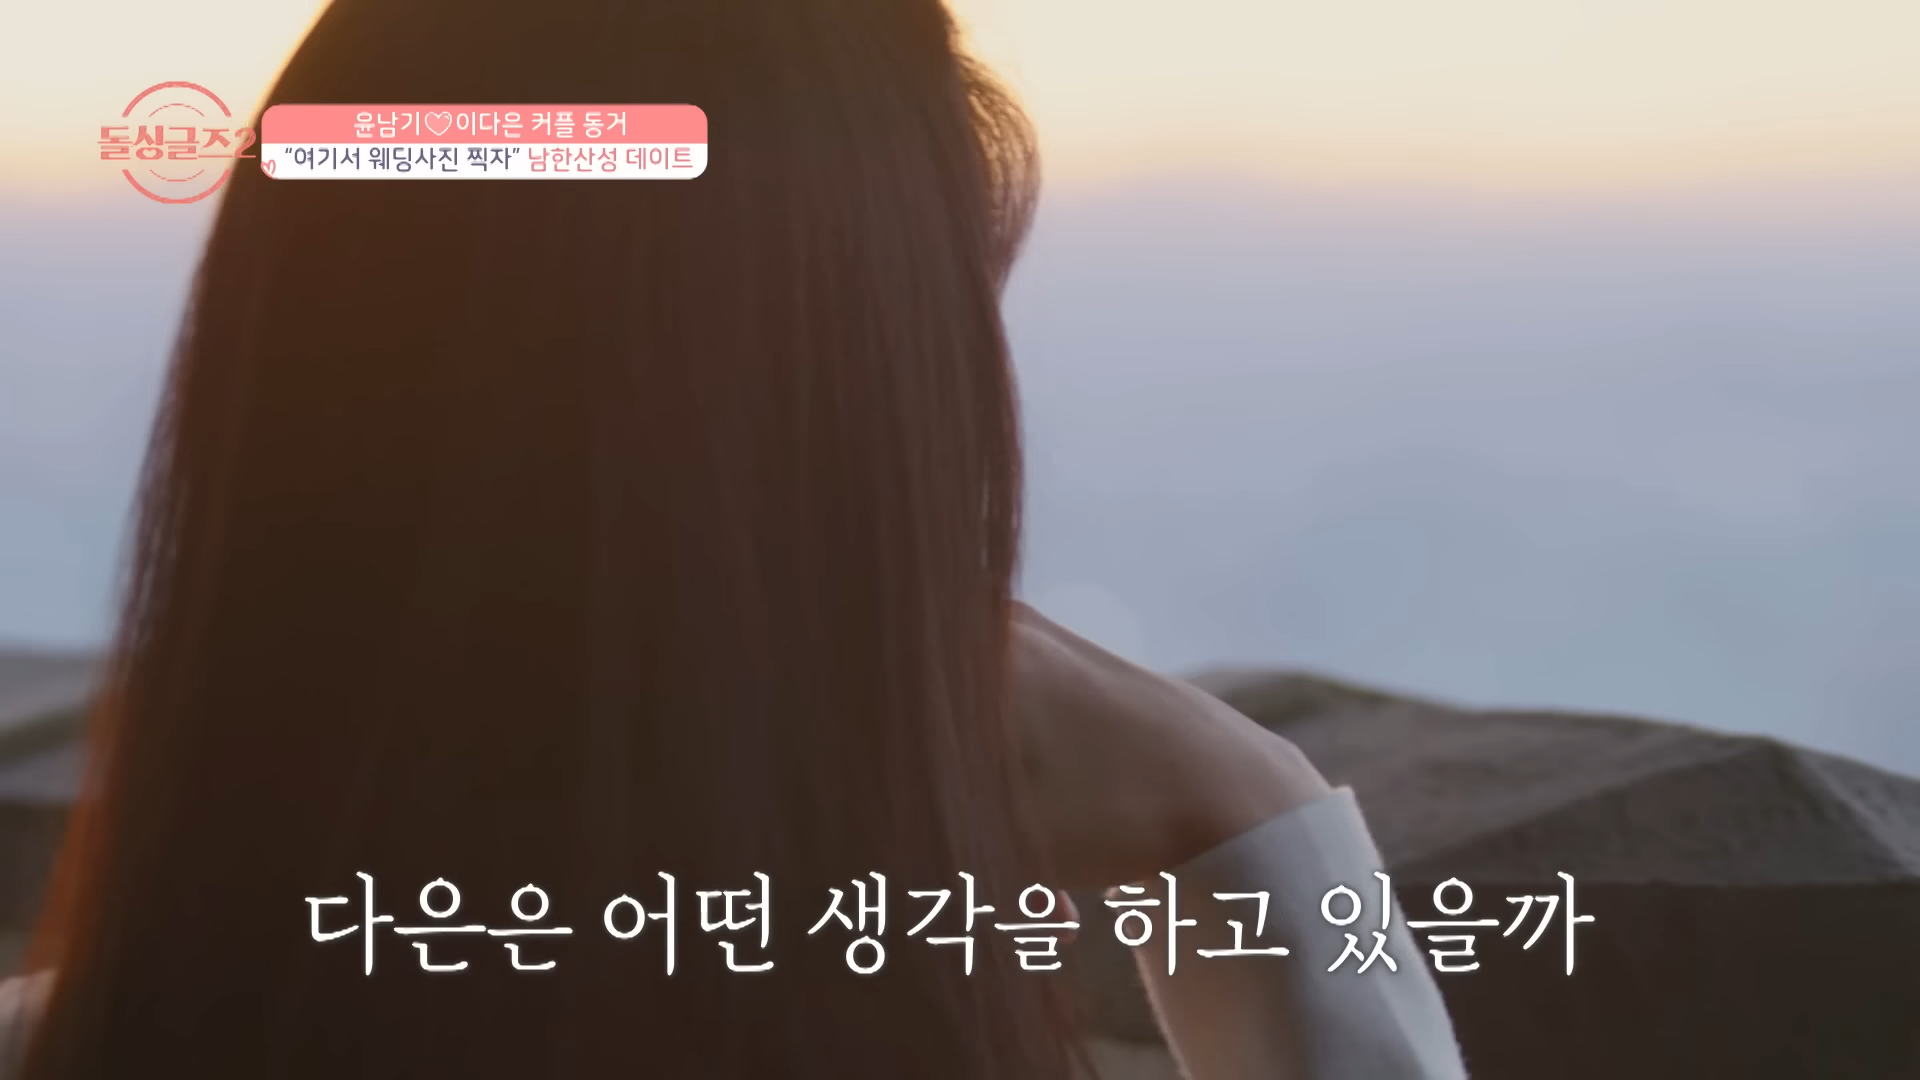 돌싱글즈2
윤남기♡이다은 커플 동거
“여기서 웨딩사진 찍자” 남한산성 데이트
다은은 어떤 생각을 하고 있을까